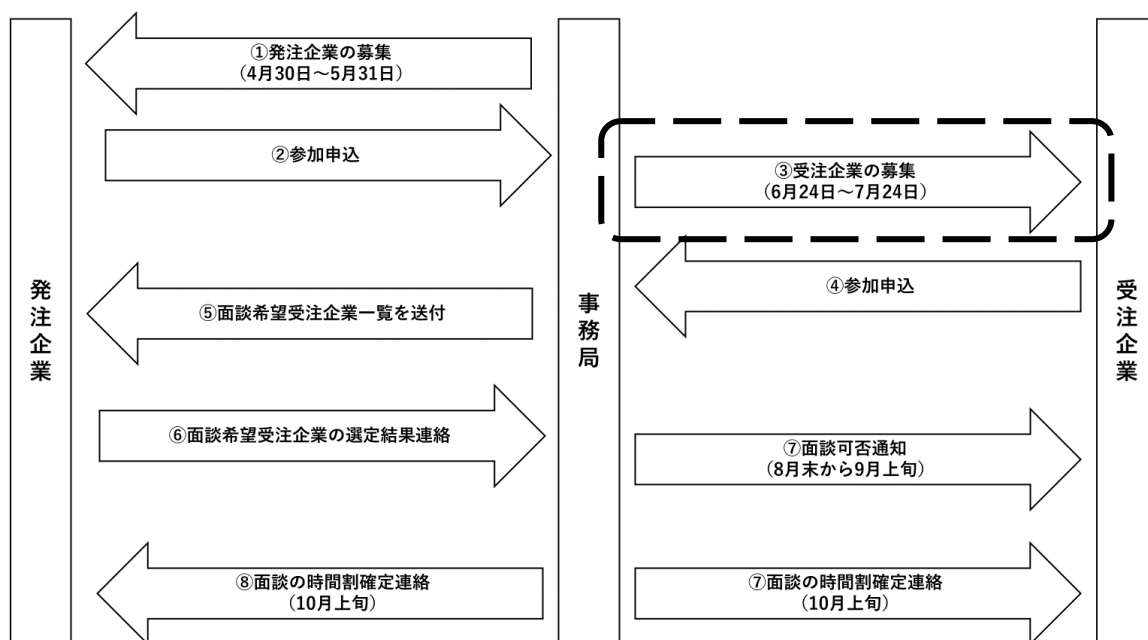 ①発注企業の募集
(4月30日~5月31日)
②参加申込
③受注企業の募集
(6月24日~7月24日)
④参加申込
発注企業
事務局
受注企業
⑤面談希望受注企業一覧を送付
⑥面談希望受注企業の選定結果連絡
⑦面談可否通知
(8月末から9月上旬)
⑧面談の時間割確定連絡
(10月上旬)
⑦面談の時間割確定連絡
(10月上旬)